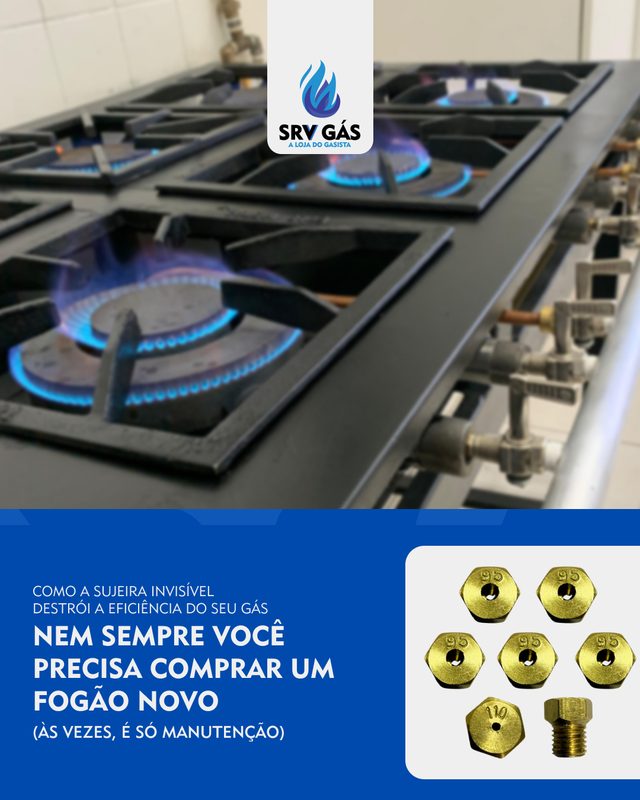 SRV GÁS
A LOJA DO GASISTA
COMO A SUJEIRA INVISÍVEL
DESTRÓI A EFICIÊNCIA DO SEU GÁS
NEM SEMPRE VOCÊ
PRECISA COMPRAR UM
FOGÃO NOVO
(ÀS VEZES, É SÓ MANUTENÇÃO)
95 95
95 95 95
110